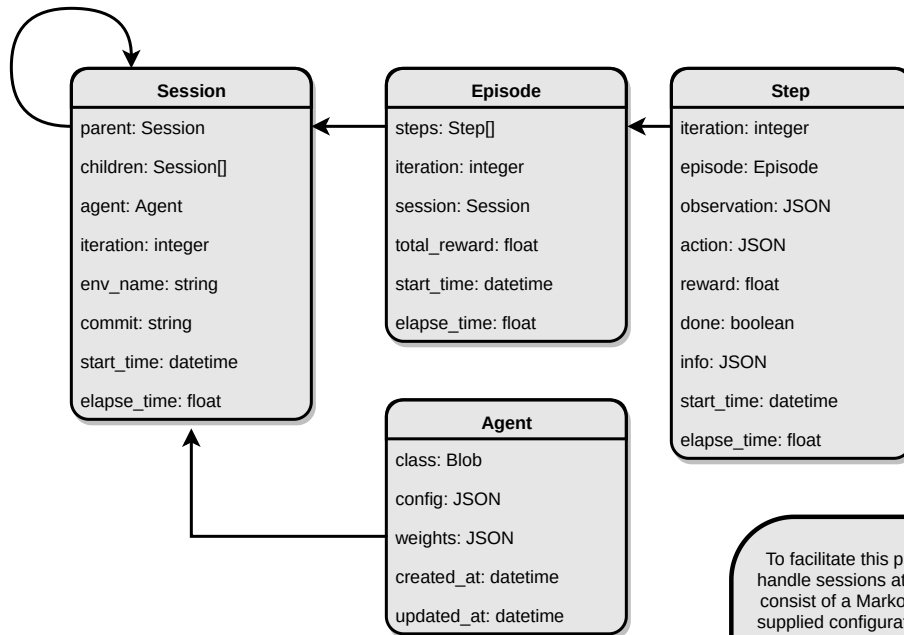 Session
parent: Session
children: Session[]
agent: Agent
iteration: integer
env_name: string
commit: string
start_time: datetime
elapse_time: float
Episode
steps: Step[]
iteration: integer
session: Session
total_reward: float
start_time: datetime
elapse_time: float
Step
iteration: integer
episode: Episode
observation: JSON
action: JSON
reward: float
done: boolean
info: JSON
start_time: datetime
elapse_time: float
Agent
class: Blob
config: JSON
weights: JSON
created_at: datetime
updated_at: datetime
To facilitate this p
handle sessions at
consist of a Marko
supplied configurat